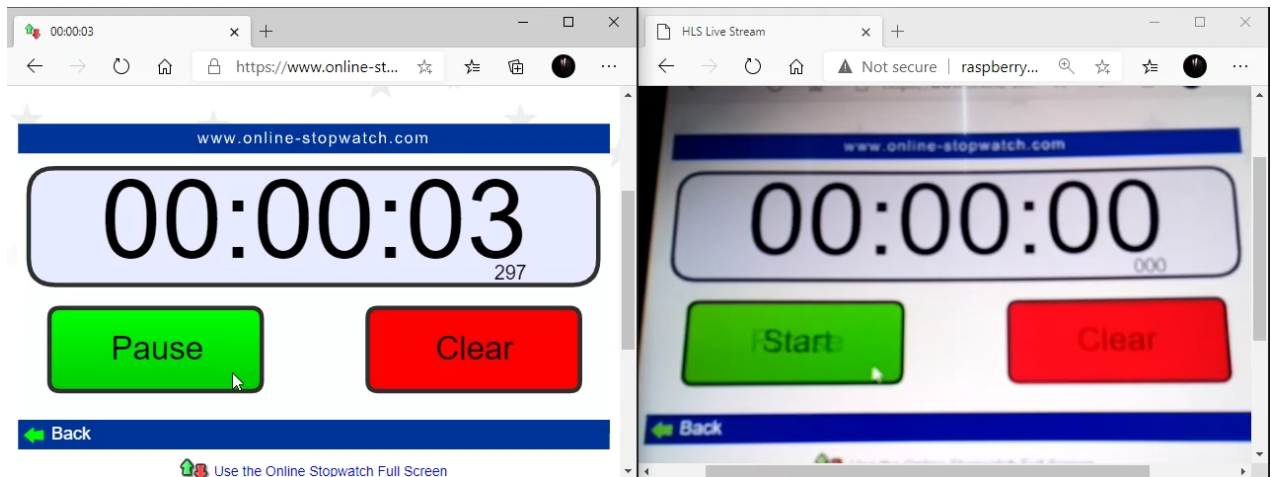 00:00:03
https://www.online-st...
www.online-stopwatch.com
00:00:03
297
Pause
Clear
Back
Use the Online Stopwatch Full Screen
HLS Live Stream
Not secure
raspberry...
www.online-stopwatch.com
00:00:00
000
Start
Clear
Back